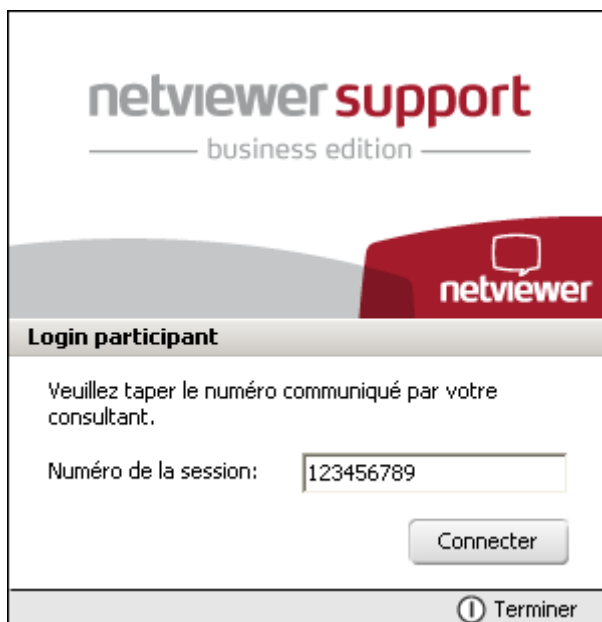 netviewer support
business edition
netviewer
Login participant
Veuillez taper le numéro communiqué par votre
consultant.
Numéro de la session: 123456789
Connecter
Terminer